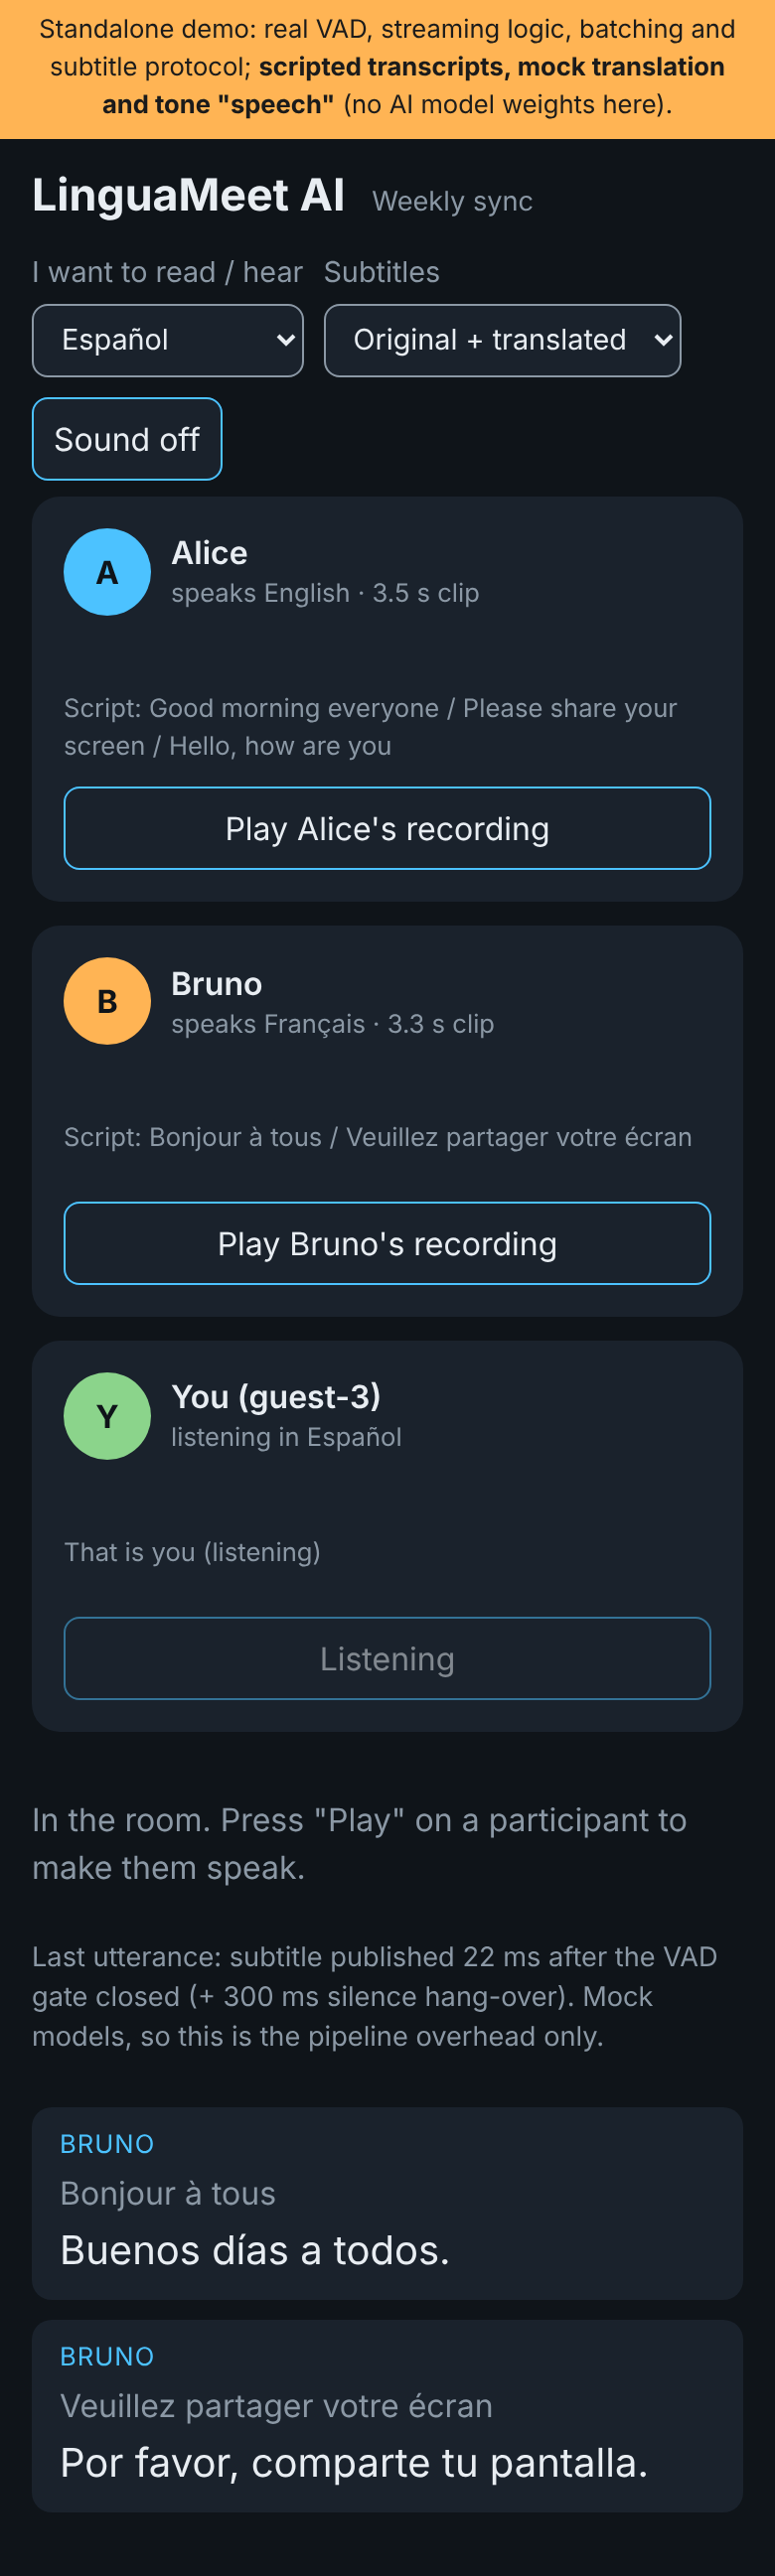 Standalone demo: real VAD, streaming logic, batching and
subtitle protocol; scripted transcripts, mock translation
and tone "speech" (no AI model weights here).
LinguaMeet AI Weekly sync
I want to read / hear Subtitles
Español Original + translated
Sound off
A
Alice
speaks English · 3.5 s clip
Script: Good morning everyone / Please share your
screen / Hello, how are you
Play Alice's recording
B
Bruno
speaks Français · 3.3 s clip
Script: Bonjour à tous / Veuillez partager votre écran
Play Bruno's recording
Y
You (guest-3)
listening in Español
That is you (listening)
Listening
In the room. Press "Play" on a participant to
make them speak.
Last utterance: subtitle published 22 ms after the VAD
gate closed (+ 300 ms silence hang-over). Mock
models, so this is the pipeline overhead only.
BRUNO
Bonjour à tous
Buenos días a todos.
BRUNO
Veuillez partager votre écran
Por favor, comparte tu pantalla.